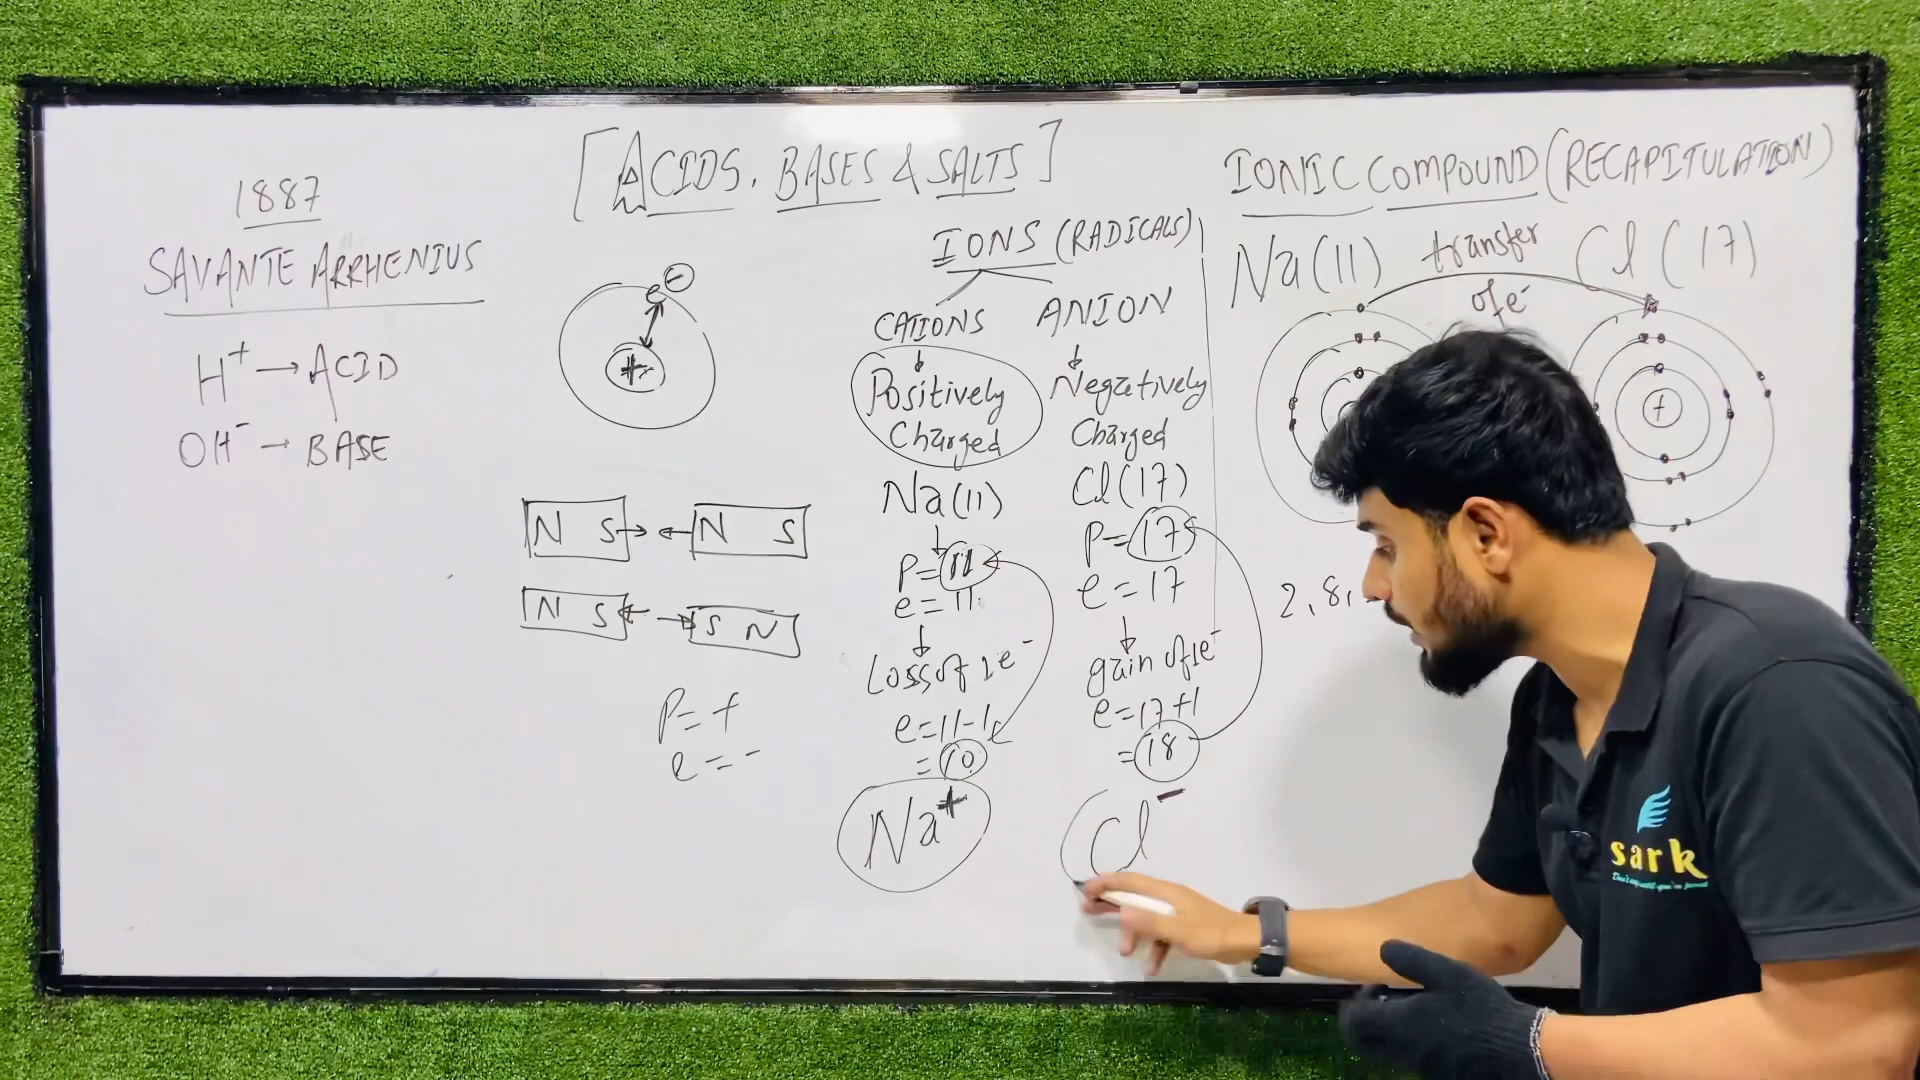 [ACIDS, BASES & SALTS]
1887
SAVANTE ARRHENIUS
H⁺ → ACID
OH⁻ → BASE
e⁻
+
N S → ← N S
N S ← → S N
P = +
e = -
IONS (RADICALS)
CATIONS
Positively
Charged
Na(11)
P = 11
e = 11
Loss of 1e⁻
e = 11-1
= 10
Na⁺
ANION
Negatively
Charged
Cl(17)
P = 17
e = 17
gain of 1e⁻
e = 17+1
= 18
Cl⁻
IONIC COMPOUND (RECAPITULATION)
Na(11) transfer Cl(17)
of e⁻
+
2, 8,
sark